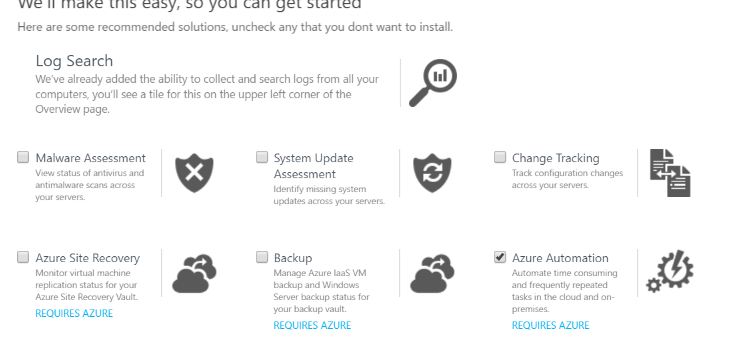 We'll make this easy, so you can get started
Here are some recommended solutions, uncheck any that you dont want to install.
Log Search
We've already added the ability to collect and search logs from all your
computers, you'll see a tile for this on the upper left corner of the
Overview page.
Malware Assessment
View status of antivirus and
antimalware scans across
your servers.
System Update
Assessment
Identify missing system
updates across your servers.
Change Tracking
Track configuration changes
across your servers.
Azure Site Recovery
Monitor virtual machine
replication status for your
Azure Site Recovery Vault.
REQUIRES AZURE
Backup
Manage Azure IaaS VM
backup and Windows
Server backup status for
your backup vault.
REQUIRES AZURE
Azure Automation
Automate time consuming
and frequently repeated
tasks in the cloud and on-
premises.
REQUIRES AZURE